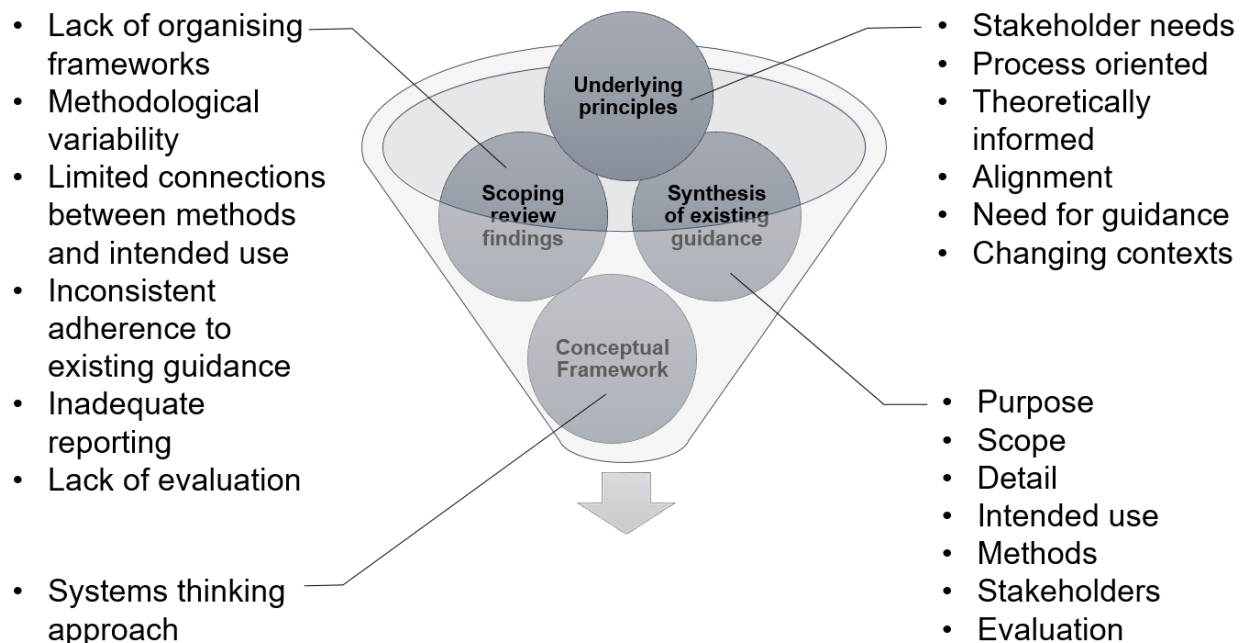 • Lack of organising
frameworks
• Methodological
variability
• Limited connections
between methods
and intended use
• Inconsistent
adherence to
existing guidance
• Inadequate
reporting
• Lack of evaluation
• Systems thinking
approach
Underlying
principles
Scoping
review
findings
Synthesis
of existing
guidance
Conceptual
Framework
• Stakeholder needs
• Process oriented
• Theoretically
informed
• Alignment
• Need for guidance
• Changing contexts
• Purpose
• Scope
• Detail
• Intended use
• Methods
• Stakeholders
• Evaluation